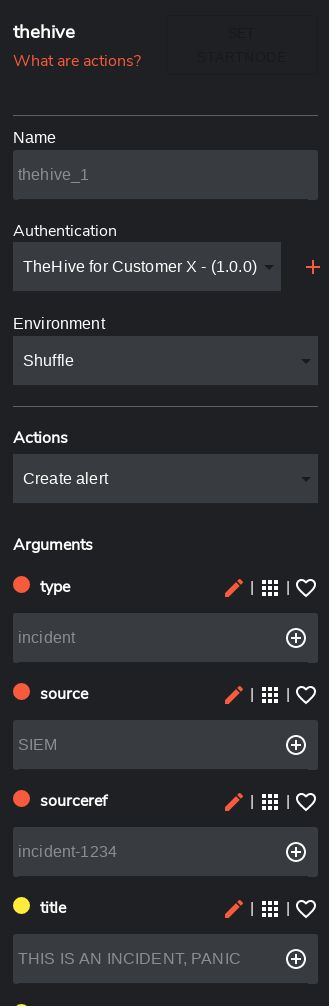 thehive
SET
STARTNODE
What are actions?
Name
thehive_1
Authentication
TheHive for Customer X - (1.0.0)
Environment
Shuffle
Actions
Create alert
Arguments
type
incident
source
SIEM
sourceref
incident-1234
title
THIS IS AN INCIDENT, PANIC